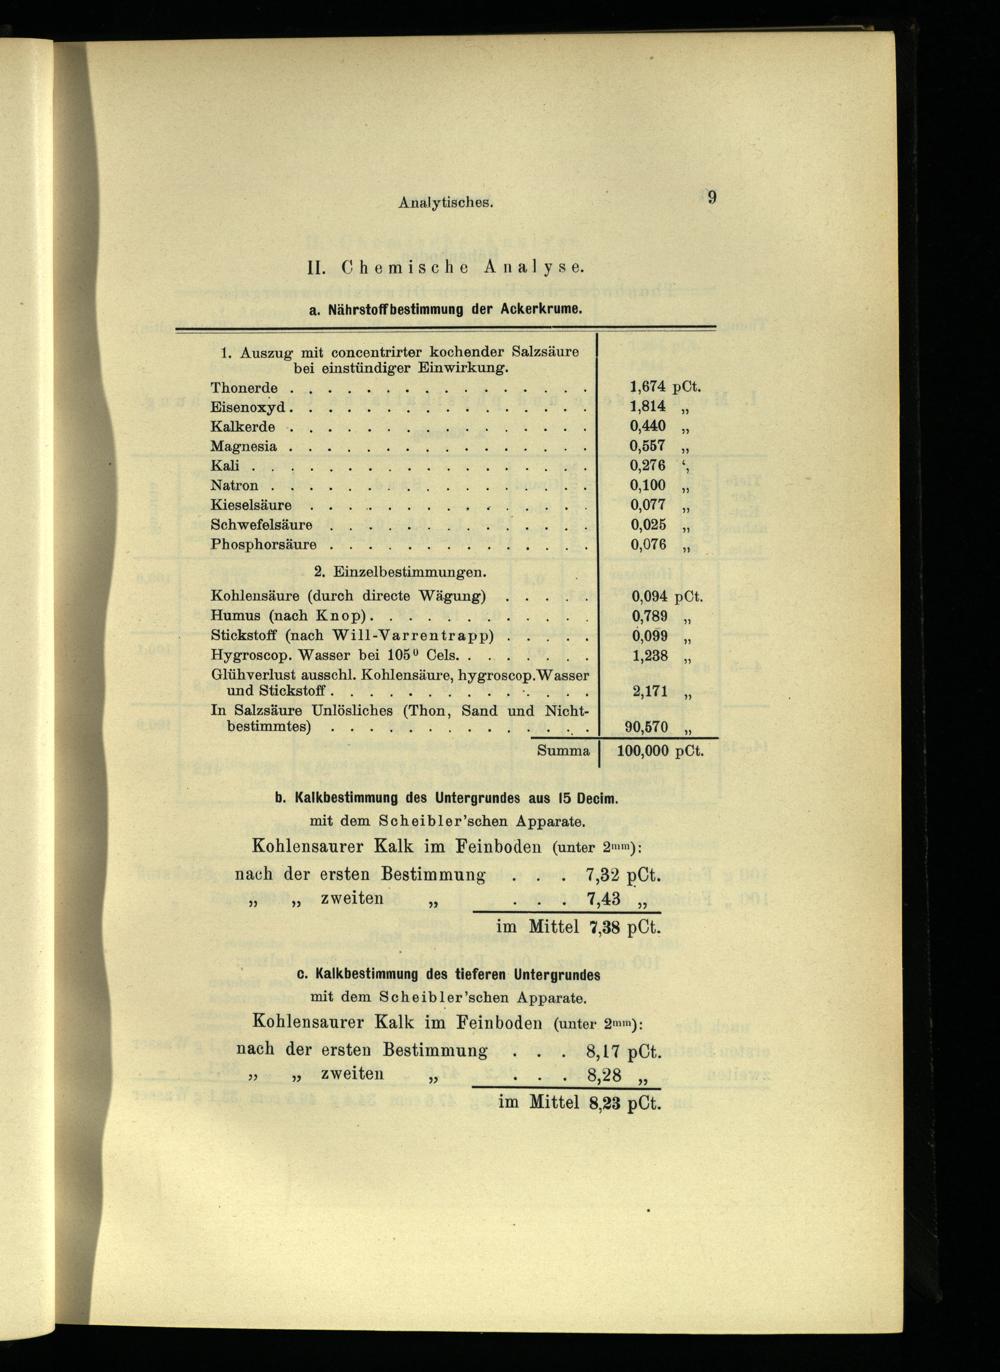 Analytisches. 9
II. Chemische Analyse.
a. Nährstoffbestimmung der Ackerkrume.
1. Auszug mit concentrirter kochender Salzsäure
bei einstündiger Einwirkung.
Thonerde . . . . . . . . . . . . . . . . 1,674 pCt.
Eisenoxyd . . . . . . . . . . . . . . . . 1,814 „
Kalkerde . . . . . . . . . . . . . . . . 0,440 „
Magnesia . . . . . . . . . . . . . . . . 0,557 „
Kali . . . . . . . . . . . . . . . . . . 0,276 „
Natron . . . . . . . . . . . . . . . . . 0,100 „
Kieselsäure . . . . . . . . . . . . . . . 0,077 „
Schwefelsäure . . . . . . . . . . . . . . 0,025 „
Phosphorsäure . . . . . . . . . . . . . . 0,076 „
2. Einzelbestimmungen.
Kohlensäure (durch directe Wägung) . . . . . 0,094 pCt.
Humus (nach Knop) . . . . . . . . . . . . 0,789 „
Stickstoff (nach Will-Varrentrapp) . . . . . 0,099 „
Hygroscop. Wasser bei 105⁰ Cels. . . . . . . . 1,238 „
Glühverlust ausschl. Kohlensäure, hygroscop. Wasser
und Stickstoff . . . . . . . . . . . . . . 2,171 „
In Salzsäure Unlösliches (Thon, Sand und Nicht-
bestimmtes) . . . . . . . . . . . . . . 90,570 „
Summa 100,000 pCt.
b. Kalkbestimmung des Untergrundes aus 15 Decim.
mit dem Scheibler'schen Apparate.
Kohlensaurer Kalk im Feinboden (unter 2mm):
nach der ersten Bestimmung . . . 7,32 pCt.
„ „ zweiten „ . . . 7,43 „
im Mittel 7,38 pCt.
c. Kalkbestimmung des tieferen Untergrundes
mit dem Scheibler'schen Apparate.
Kohlensaurer Kalk im Feinboden (unter 2mm):
nach der ersten Bestimmung . . . 8,17 pCt.
„ „ zweiten „ . . . 8,28 „
im Mittel 8,23 pCt.